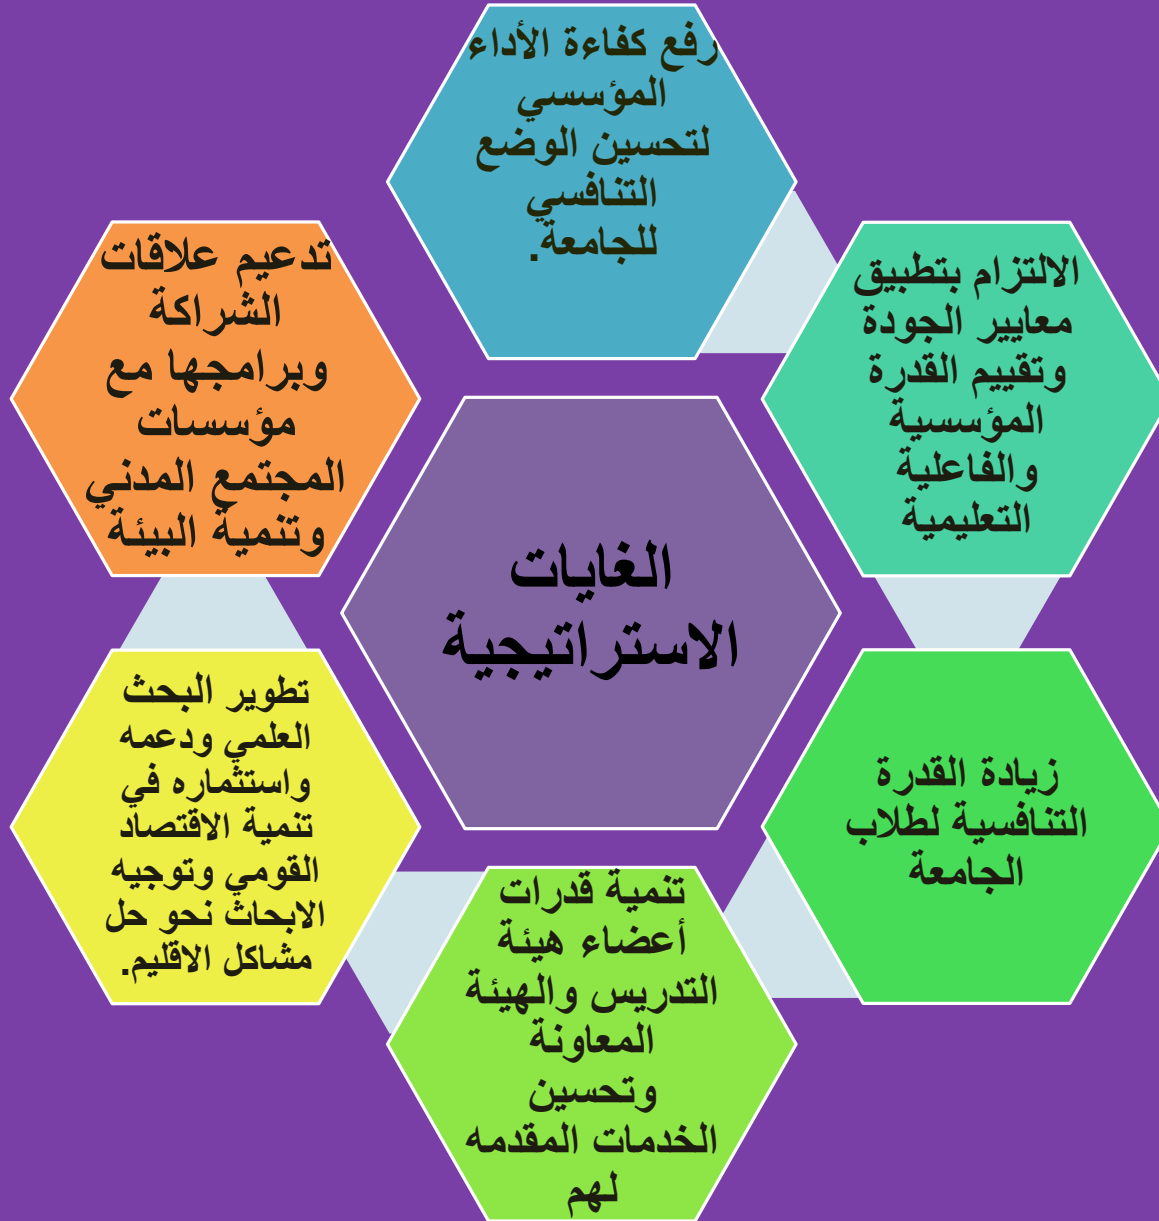 رفع كفاءة الأداء
المؤسسي
لتحسين الوضع
التنافسي
للجامعة.
الالتزام بتطبيق
معايير الجودة
وتقييم القدرة
المؤسسية
والفاعلية
التعليمية
زيادة القدرة
التنافسية لطلاب
الجامعة
تنمية قدرات
أعضاء هيئة
التدريس والهيئة
المعاونة
وتحسين
الخدمات المقدمه
لهم
تطوير البحث
العلمي ودعمه
واستثماره في
تنمية الاقتصاد
القومي وتوجيه
الابحاث نحو حل
مشاكل الاقليم.
تدعيم علاقات
الشراكة
وبرامجها مع
مؤسسات
المجتمع المدني
وتنمية البيئة
الغايات
الاستراتيجية